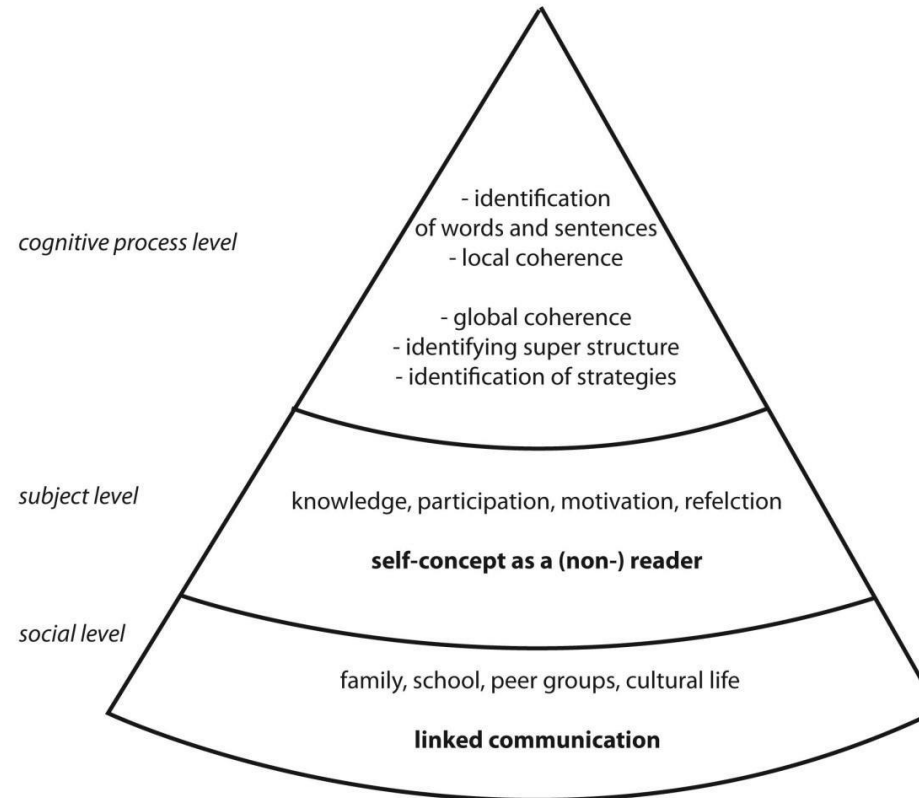 - identification
of words and sentences
cognitive process level
- local coherence
- global coherence
- identifying super structure
- identification of strategies
subject level
knowledge, participation, motivation, refelction
self-concept as a (non-) reader
social level
family, school, peer groups, cultural life
linked communication